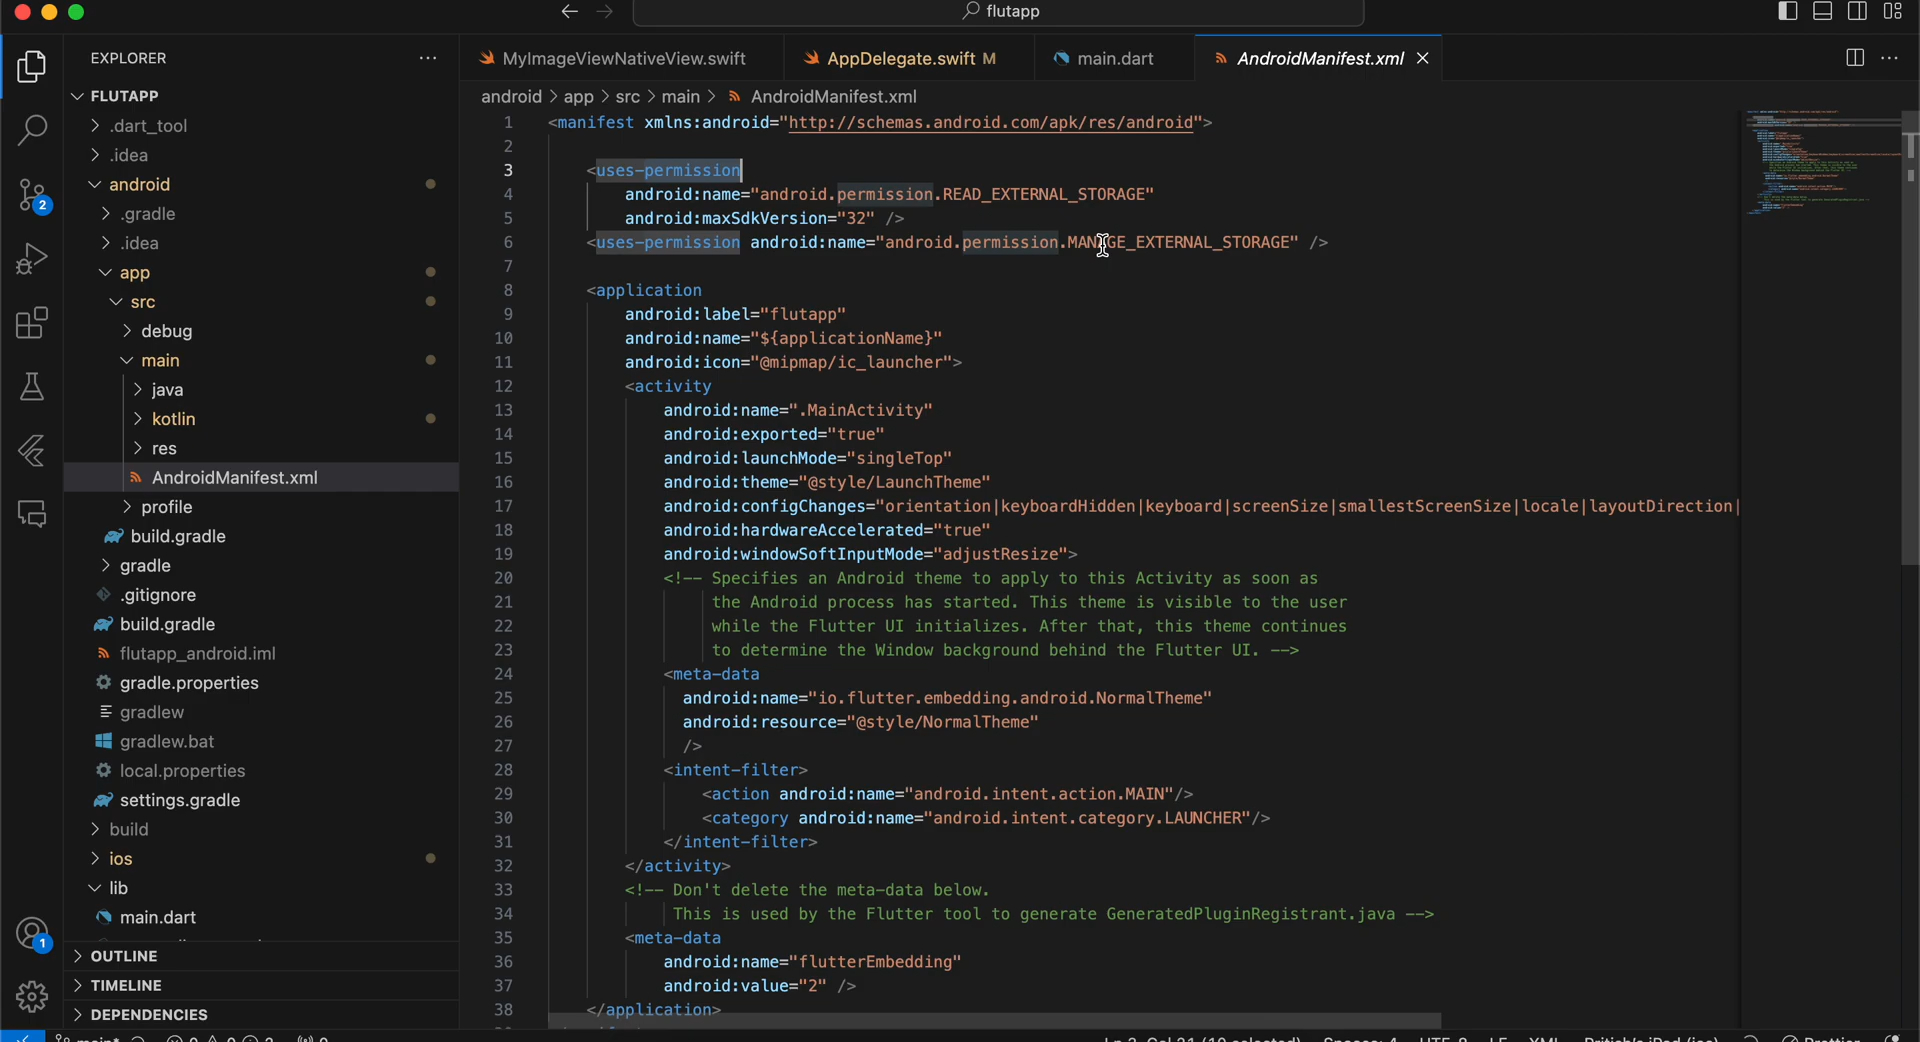 flutapp
EXPLORER
MyImageViewNativeView.swift
AppDelegate.swift M
main.dart
AndroidManifest.xml
FLUTAPP
.dart_tool
.idea
android
.gradle
.idea
app
src
debug
main
java
kotlin
res
AndroidManifest.xml
profile
build.gradle
gradle
.gitignore
build.gradle
flutapp_android.iml
gradle.properties
gradlew
gradlew.bat
local.properties
settings.gradle
build
ios
lib
main.dart
OUTLINE
TIMELINE
DEPENDENCIES
2
1
android > app > src > main > AndroidManifest.xml
1 <manifest xmlns:android="http://schemas.android.com/apk/res/android">
2
3 <uses-permission
4 android:name="android.permission.READ_EXTERNAL_STORAGE"
5 android:maxSdkVersion="32" />
6 <uses-permission android:name="android.permission.MANAGE_EXTERNAL_STORAGE" />
7
8 <application
9 android:label="flutapp"
10 android:name="${applicationName}"
11 android:icon="@mipmap/ic_launcher">
12 <activity
13 android:name=".MainActivity"
14 android:exported="true"
15 android:launchMode="singleTop"
16 android:theme="@style/LaunchTheme"
17 android:configChanges="orientation|keyboardHidden|keyboard|screenSize|smallestScreenSize|locale|layoutDirection|
18 android:hardwareAccelerated="true"
19 android:windowSoftInputMode="adjustResize">
20 <!-- Specifies an Android theme to apply to this Activity as soon as
21 the Android process has started. This theme is visible to the user
22 while the Flutter UI initializes. After that, this theme continues
23 to determine the Window background behind the Flutter UI. -->
24 <meta-data
25 android:name="io.flutter.embedding.android.NormalTheme"
26 android:resource="@style/NormalTheme"
27 />
28 <intent-filter>
29 <action android:name="android.intent.action.MAIN"/>
30 <category android:name="android.intent.category.LAUNCHER"/>
31 </intent-filter>
32 </activity>
33 <!-- Don't delete the meta-data below.
34 This is used by the Flutter tool to generate GeneratedPluginRegistrant.java -->
35 <meta-data
36 android:name="flutterEmbedding"
37 android:value="2" />
38 </application>